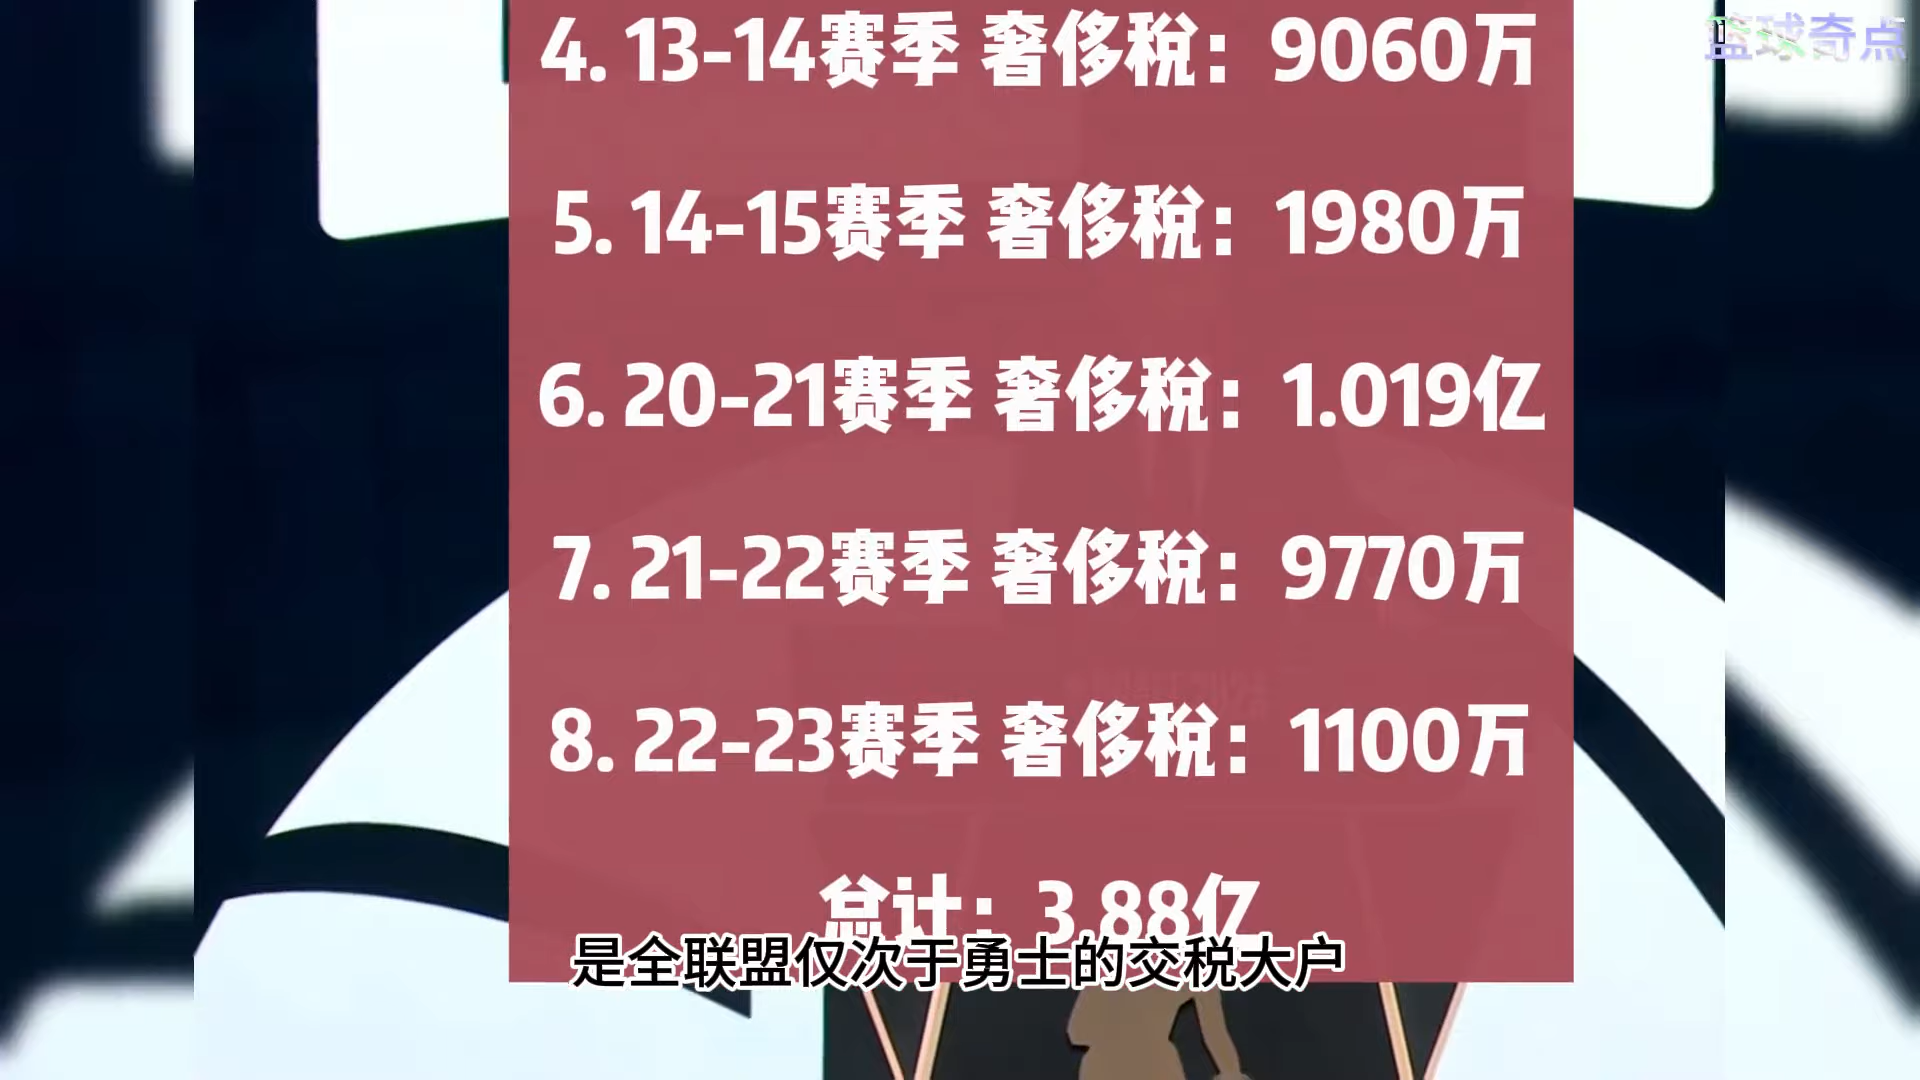 篮球奇点
4. 13-14赛季 奢侈税：9060万
5. 14-15赛季 奢侈税：1980万
6. 20-21赛季 奢侈税：1.019亿
7. 21-22赛季 奢侈税：9770万
8. 22-23赛季 奢侈税：1100万
总计：3.88亿
是全联盟仅次于勇士的交税大户